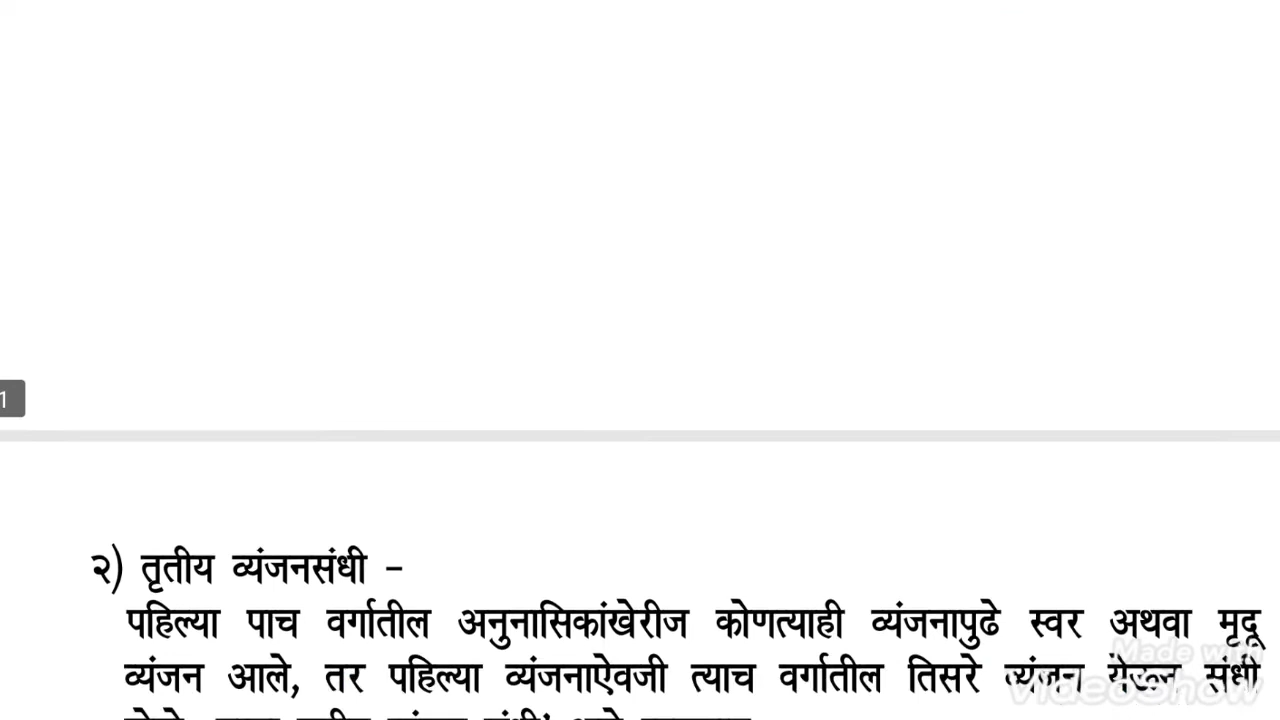 1
२) तृतीय व्यंजनसंधी –
पहिल्या पाच वर्गातील अनुनासिकांखेरीज कोणत्याही व्यंजनापुढे स्वर अथवा मृदू
व्यंजन आले, तर पहिल्या व्यंजनाऐवजी त्याच वर्गातील तिसरे व्यंजन येऊन संधी
Made with
VideoShow